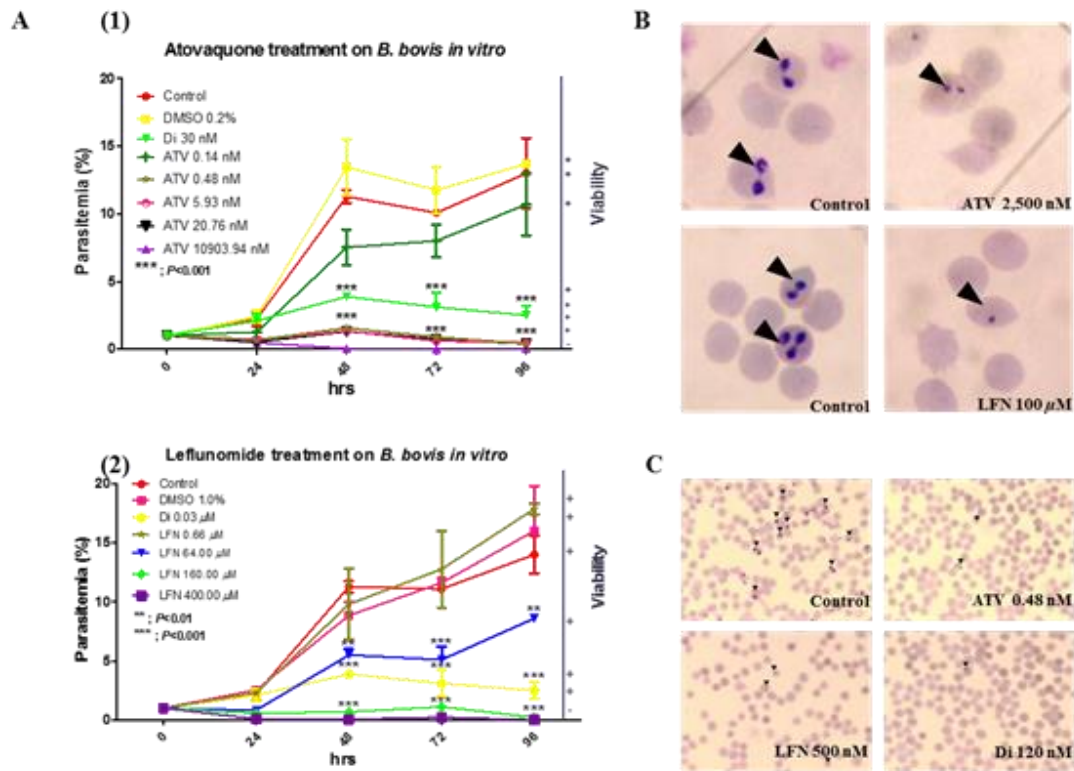 A
(1)
Atovaquone treatment on B. bovis in vitro
Parasitemia (%)
20
15
10
5
0
Control
DMSO 0.2%
Di 30 nM
ATV 0.14 nM
ATV 0.48 nM
ATV 5.93 nM
ATV 20.76 nM
ATV 10903.94 nM
*** ; P<0.001
***
***
***
***
***
***
0
24
48
72
96
hrs
Viability
+
+
+
+
+
+
+
-
(2)
Leflunomide treatment on B. bovis in vitro
Parasitemia (%)
20
15
10
5
0
Control
DMSO 1.0%
Di 0.03 μM
LFN 0.66 μM
LFN 64.00 μM
LFN 160.00 μM
LFN 400.00 μM
** ; P<0.01
*** ; P<0.001
**
***
**
***
***
***
***
***
***
0
24
48
72
96
hrs
Viability
+
+
+
+
+
+
-
B
Control
ATV 2,500 nM
Control
LFN 100 μM
C
Control
ATV 0.48 nM
LFN 500 nM
Di 120 nM